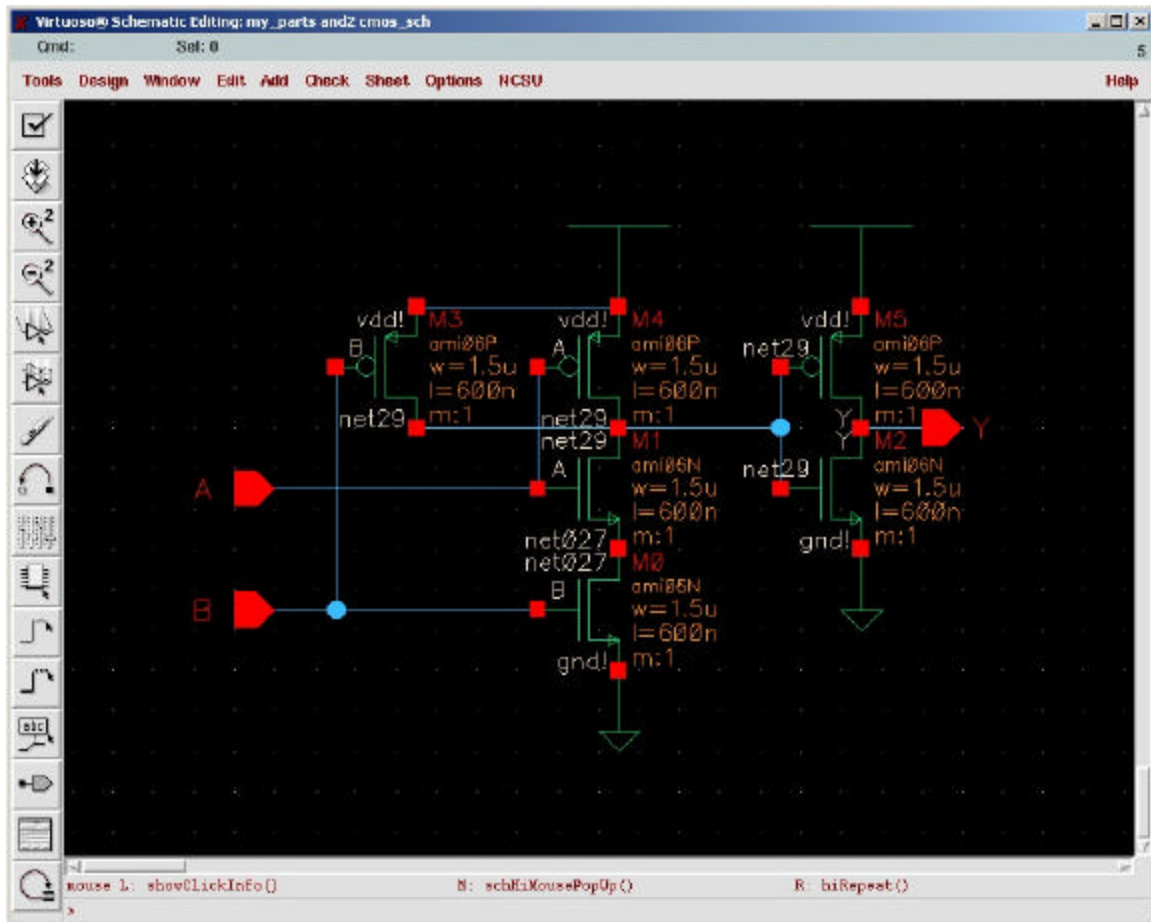 Virtuoso® Schematic Editing: my_parts and2 cmos_sch
Cmd: Sel: 0 5
Tools Design Window Edit Add Check Sheet Options NCSU Help
vdd! M3
B
ami06P
w=1.5u
l=600n
m:1
net29
vdd! M4
A
ami06P
w=1.5u
l=600n
m:1
net29
vdd! M5
net29
ami06P
w=1.5u
l=600n
m:1
Y
Y
net29 M1
A
ami06N
w=1.5u
l=600n
m:1
net027
Y M2
net29
ami06N
w=1.5u
l=600n
m:1
gnd!
A
net027 M0
B
ami06N
w=1.5u
l=600n
m:1
gnd!
B
abc
mouse L: showClickInfo() M: schHiMousePopUp() R: hiRepeat()
>